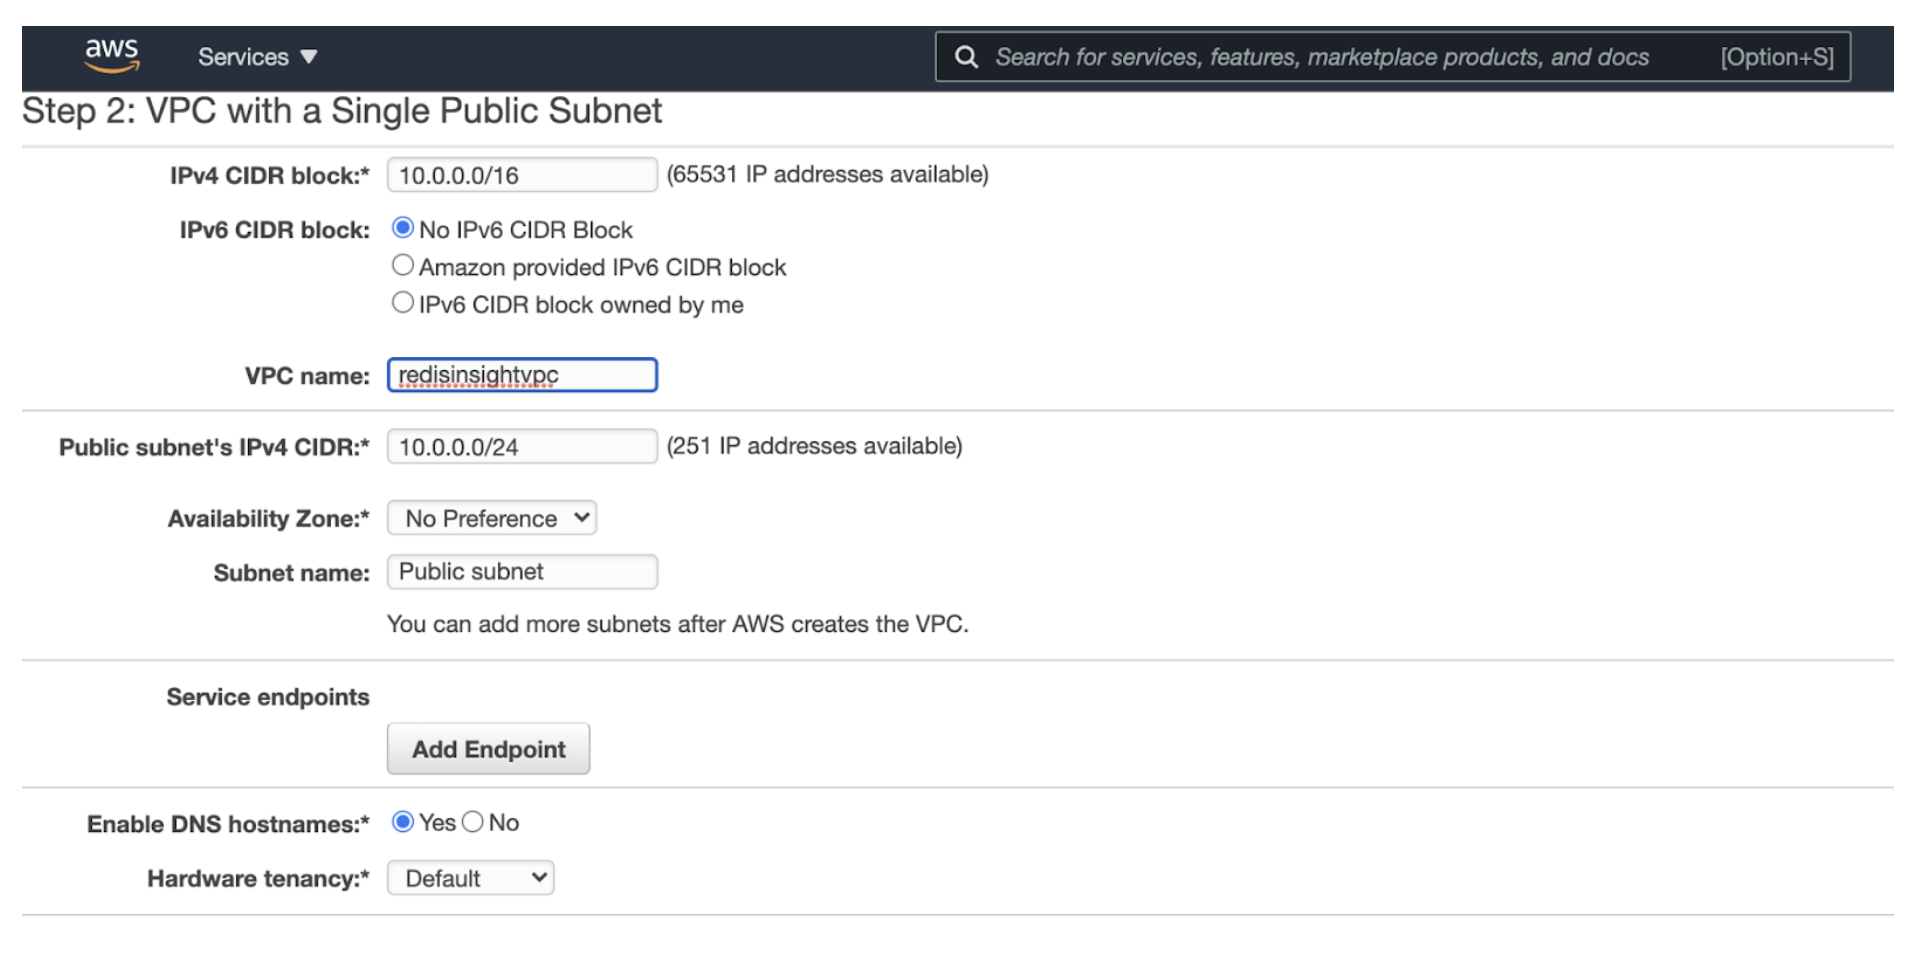 aws Services ▼ Search for services, features, marketplace products, and docs [Option+S]
Step 2: VPC with a Single Public Subnet
IPv4 CIDR block:* 10.0.0.0/16 (65531 IP addresses available)
IPv6 CIDR block: No IPv6 CIDR Block
Amazon provided IPv6 CIDR block
IPv6 CIDR block owned by me
VPC name: redisinsightvpc
Public subnet's IPv4 CIDR:* 10.0.0.0/24 (251 IP addresses available)
Availability Zone:* No Preference
Subnet name: Public subnet
You can add more subnets after AWS creates the VPC.
Service endpoints
Add Endpoint
Enable DNS hostnames:* Yes No
Hardware tenancy:* Default